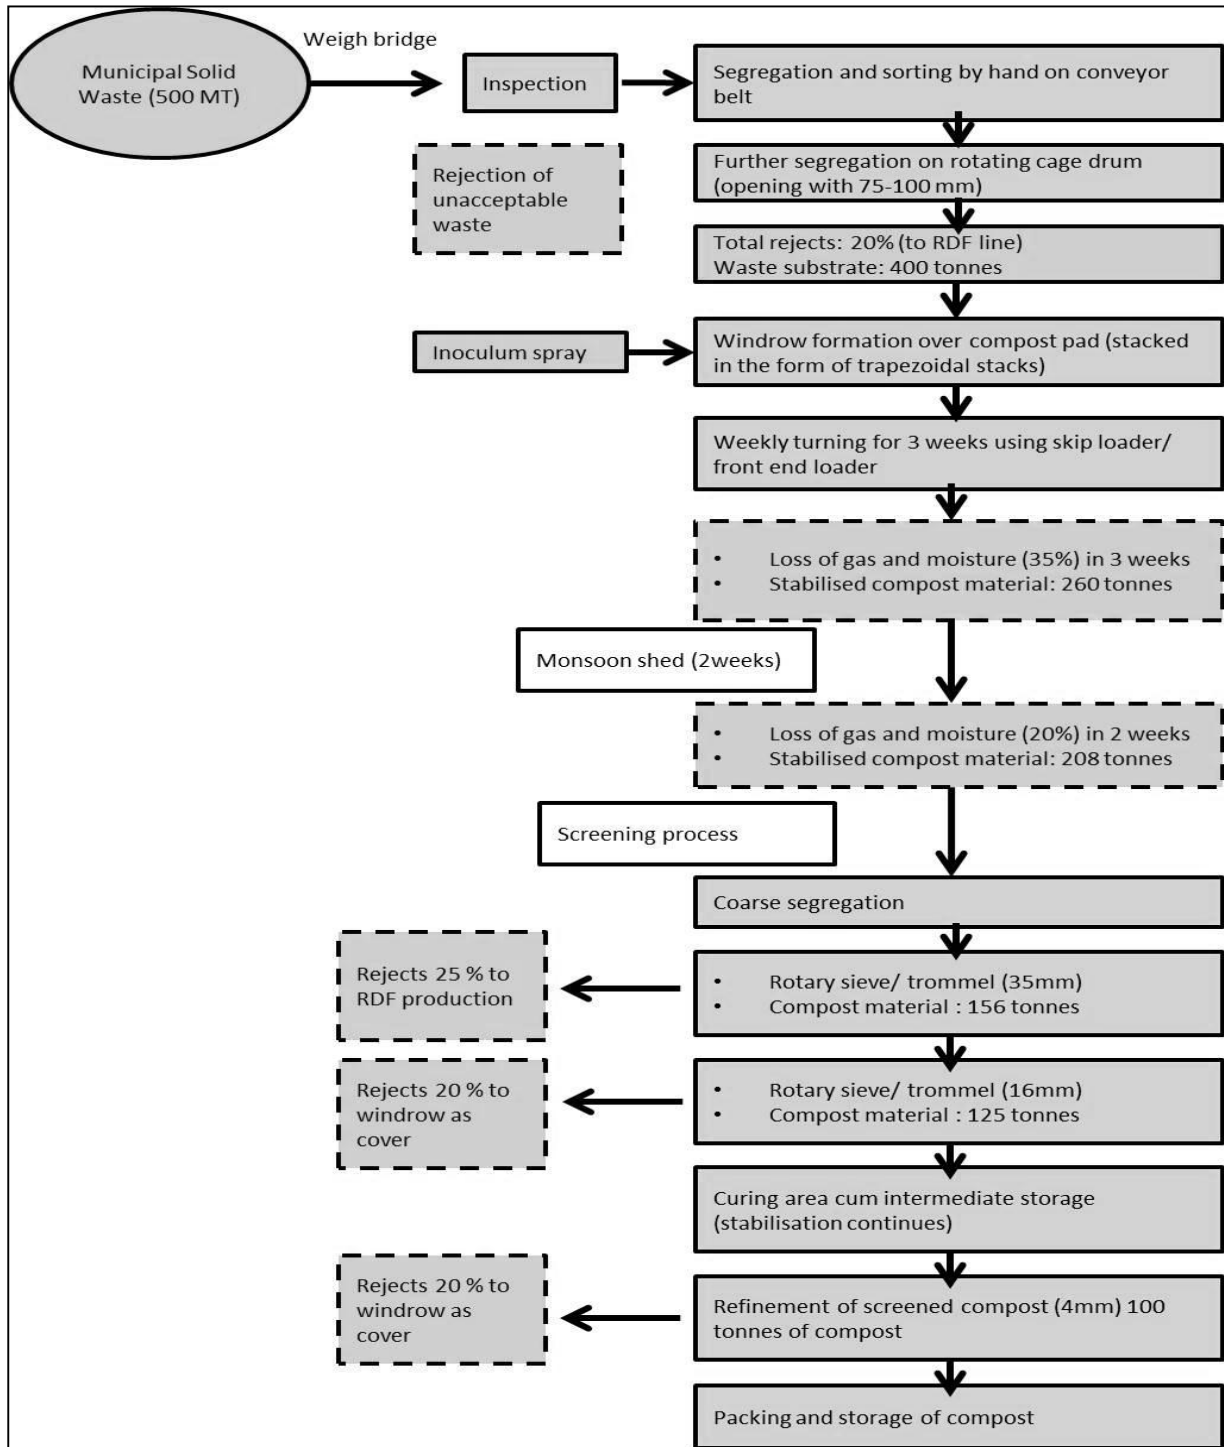 Weigh bridge
Municipal Solid
Waste (500 MT)
Inspection
Segregation and sorting by hand on conveyor
belt
Rejection of
unacceptable
waste
Further segregation on rotating cage drum
(opening with 75-100 mm)
Total rejects: 20% (to RDF line)
Waste substrate: 400 tonnes
Inoculum spray
Windrow formation over compost pad (stacked
in the form of trapezoidal stacks)
Weekly turning for 3 weeks using skip loader/
front end loader
• Loss of gas and moisture (35%) in 3 weeks
• Stabilised compost material: 260 tonnes
Monsoon shed (2weeks)
• Loss of gas and moisture (20%) in 2 weeks
• Stabilised compost material: 208 tonnes
Screening process
Coarse segregation
Rejects 25 % to
RDF production
• Rotary sieve/ trommel (35mm)
• Compost material : 156 tonnes
Rejects 20 % to
windrow as
cover
• Rotary sieve/ trommel (16mm)
• Compost material : 125 tonnes
Curing area cum intermediate storage
(stabilisation continues)
Rejects 20 % to
windrow as
cover
Refinement of screened compost (4mm) 100
tonnes of compost
Packing and storage of compost